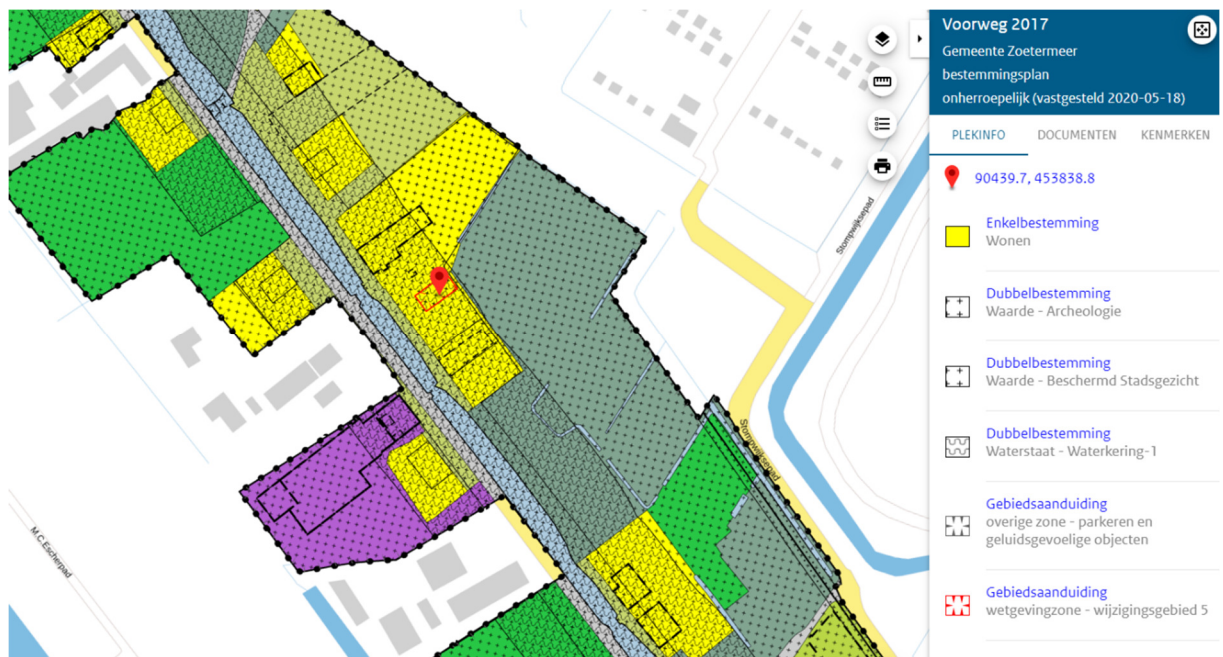 Voorweg 2017
Gemeente Zoetermeer
bestemmingsplan
onherroepelijk (vastgesteld 2020-05-18)
PLEKINFO DOCUMENTEN KENMERKEN
90439.7, 453838.8
Enkelbestemming
Wonen
Dubbelbestemming
Waarde - Archeologie
Dubbelbestemming
Waarde - Beschermd Stadsgezicht
Dubbelbestemming
Waterstaat - Waterkering-1
Gebiedsaanduiding
overige zone - parkeren en
geluidsgevoelige objecten
Gebiedsaanduiding
wetgevingzone - wijzigingsgebied 5
Stompwijksepad
Stompwijksepad
M.C.Escherpad